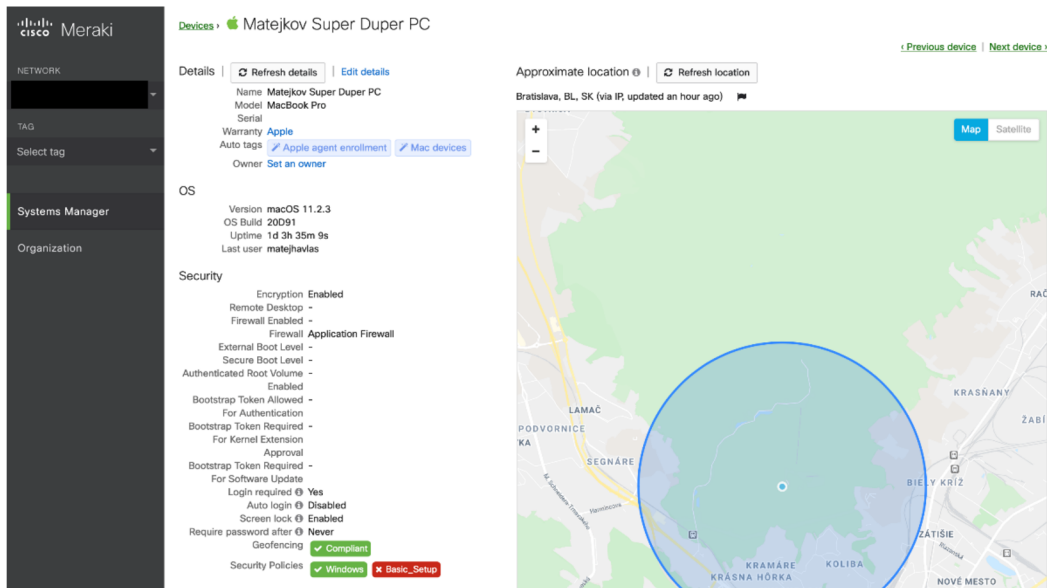 cisco Meraki
NETWORK
TAG
Select tag
Systems Manager
Organization
Devices › Matejkov Super Duper PC
‹ Previous device | Next device ›
Details | Refresh details | Edit details
Name Matejkov Super Duper PC
Model MacBook Pro
Serial
Warranty Apple
Auto tags Apple agent enrollment Mac devices
Owner Set an owner
OS
Version macOS 11.2.3
OS Build 20D91
Uptime 1d 3h 35m 9s
Last user matejhavlas
Security
Encryption Enabled
Remote Desktop -
Firewall Enabled -
Firewall Application Firewall
External Boot Level -
Secure Boot Level -
Authenticated Root Volume -
Enabled
Bootstrap Token Allowed -
For Authentication
Bootstrap Token Required -
For Kernel Extension
Approval
Bootstrap Token Required -
For Software Update
Login required Yes
Auto login Disabled
Screen lock Enabled
Require password after Never
Geofencing Compliant
Security Policies Windows Basic_Setup
Approximate location | Refresh location
Bratislava, BL, SK (via IP, updated an hour ago)
+
−
Map Satellite
RAČ
KRASŇANY
LAMAČ
ŽABÍ
PODVORNICE
KA
SEGNÁRE
BIELY KRÍŽ
Harmincova
ZÁTIŠIE
KRAMÁRE
KOLIBA
KRÁSNA HÔRKA
NOVÉ MESTO